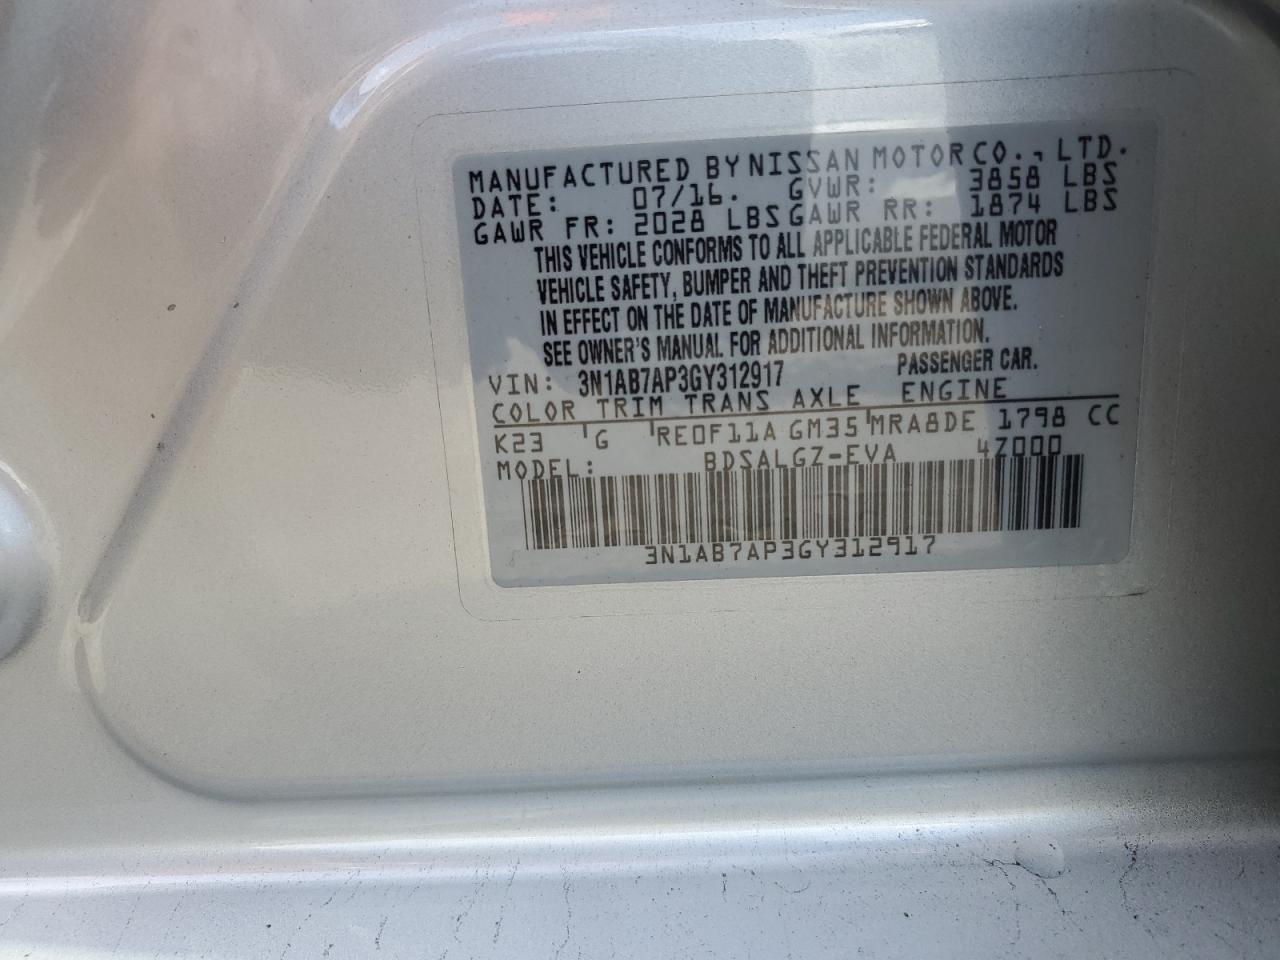 MANUFACTURED BY NISSAN MOTOR CO., LTD.
DATE: 07/16. GVWR: 3858 LBS
GAWR FR: 2028 LBS GAWR RR: 1874 LBS
THIS VEHICLE CONFORMS TO ALL APPLICABLE FEDERAL MOTOR
VEHICLE SAFETY, BUMPER AND THEFT PREVENTION STANDARDS
IN EFFECT ON THE DATE OF MANUFACTURE SHOWN ABOVE.
SEE OWNER'S MANUAL FOR ADDITIONAL INFORMATION.
VIN: 3N1AB7AP3GY312917 PASSENGER CAR.
COLOR TRIM TRANS AXLE ENGINE
K23 G RE0F11A GM35 MRA8DE 1798 CC
MODEL: BDSALGZ-EVA 4Z000
3N1AB7AP3GY312917